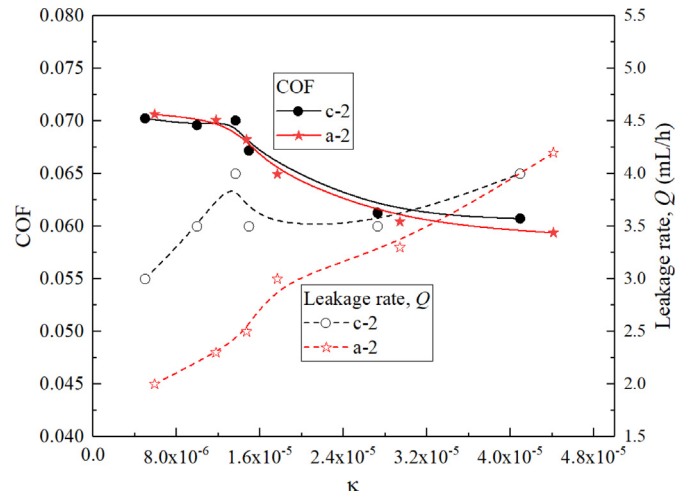 0.080
0.075
0.070
0.065
0.060
0.055
0.050
0.045
0.040
COF
COF
c-2
a-2
Leakage rate, Q
c-2
a-2
5.5
5.0
4.5
4.0
3.5
3.0
2.5
2.0
1.5
Leakage rate, Q (mL/h)
0.0 8.0x10⁻⁶ 1.6x10⁻⁵ 2.4x10⁻⁵ 3.2x10⁻⁵ 4.0x10⁻⁵ 4.8x10⁻⁵
κ